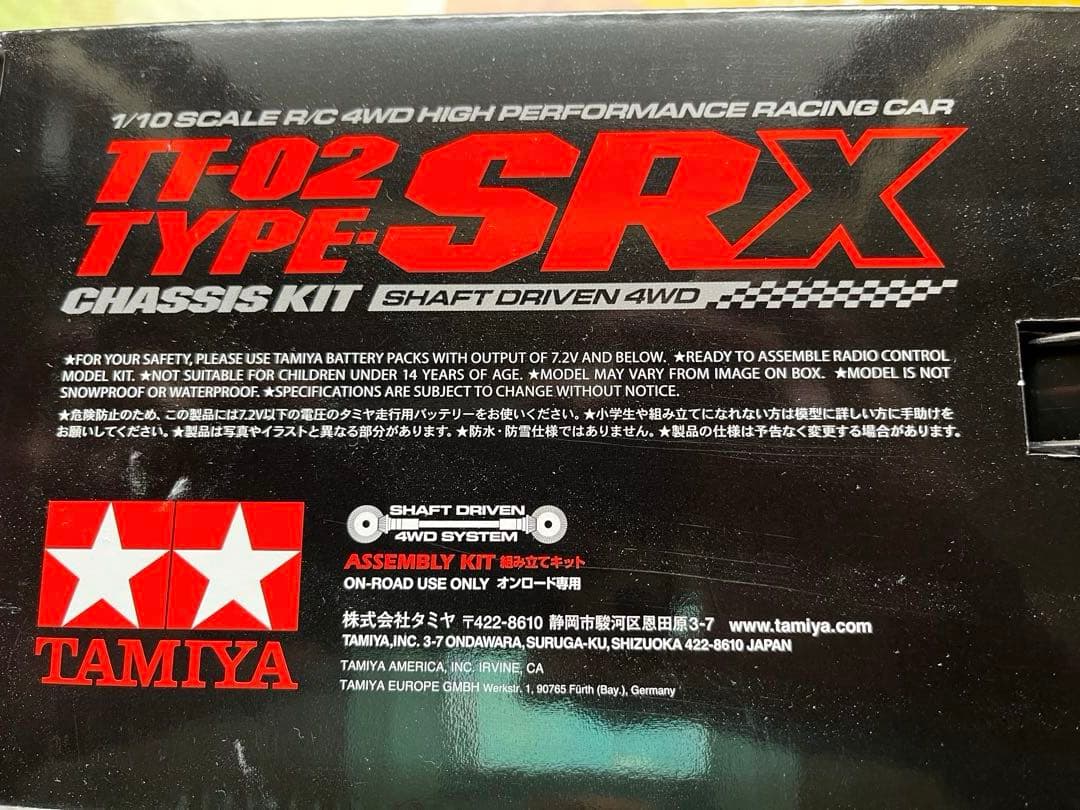 1/10 SCALE R/C 4WD HIGH PERFORMANCE RACING CAR
TT-02
TYPE-SRX
CHASSIS KIT SHAFT DRIVEN 4WD
★FOR YOUR SAFETY, PLEASE USE TAMIYA BATTERY PACKS WITH OUTPUT OF 7.2V AND BELOW. ★READY TO ASSEMBLE RADIO CONTROL
MODEL KIT. ★NOT SUITABLE FOR CHILDREN UNDER 14 YEARS OF AGE. ★MODEL MAY VARY FROM IMAGE ON BOX. ★MODEL IS NOT
SNOWPROOF OR WATERPROOF. ★SPECIFICATIONS ARE SUBJECT TO CHANGE WITHOUT NOTICE.
★危険防止のため、この製品には7.2V以下の電圧のタミヤ走行用バッテリーをお使いください。★小学生や組み立てになれない方は模型に詳しい方に手助けを
お願いしてください。★製品は写真やイラストと異なる部分があります。★防水・防雪仕様ではありません。★製品の仕様は予告なく変更する場合があります。
TAMIYA
SHAFT DRIVEN
4WD SYSTEM
ASSEMBLY KIT 組み立てキット
ON-ROAD USE ONLY オンロード専用
株式会社タミヤ 〒422-8610 静岡市駿河区恩田原3-7 www.tamiya.com
TAMIYA,INC. 3-7 ONDAWARA, SURUGA-KU, SHIZUOKA 422-8610 JAPAN
TAMIYA AMERICA, INC. IRVINE, CA
TAMIYA EUROPE GMBH Werkstr. 1, 90765 Fürth (Bay.), Germany